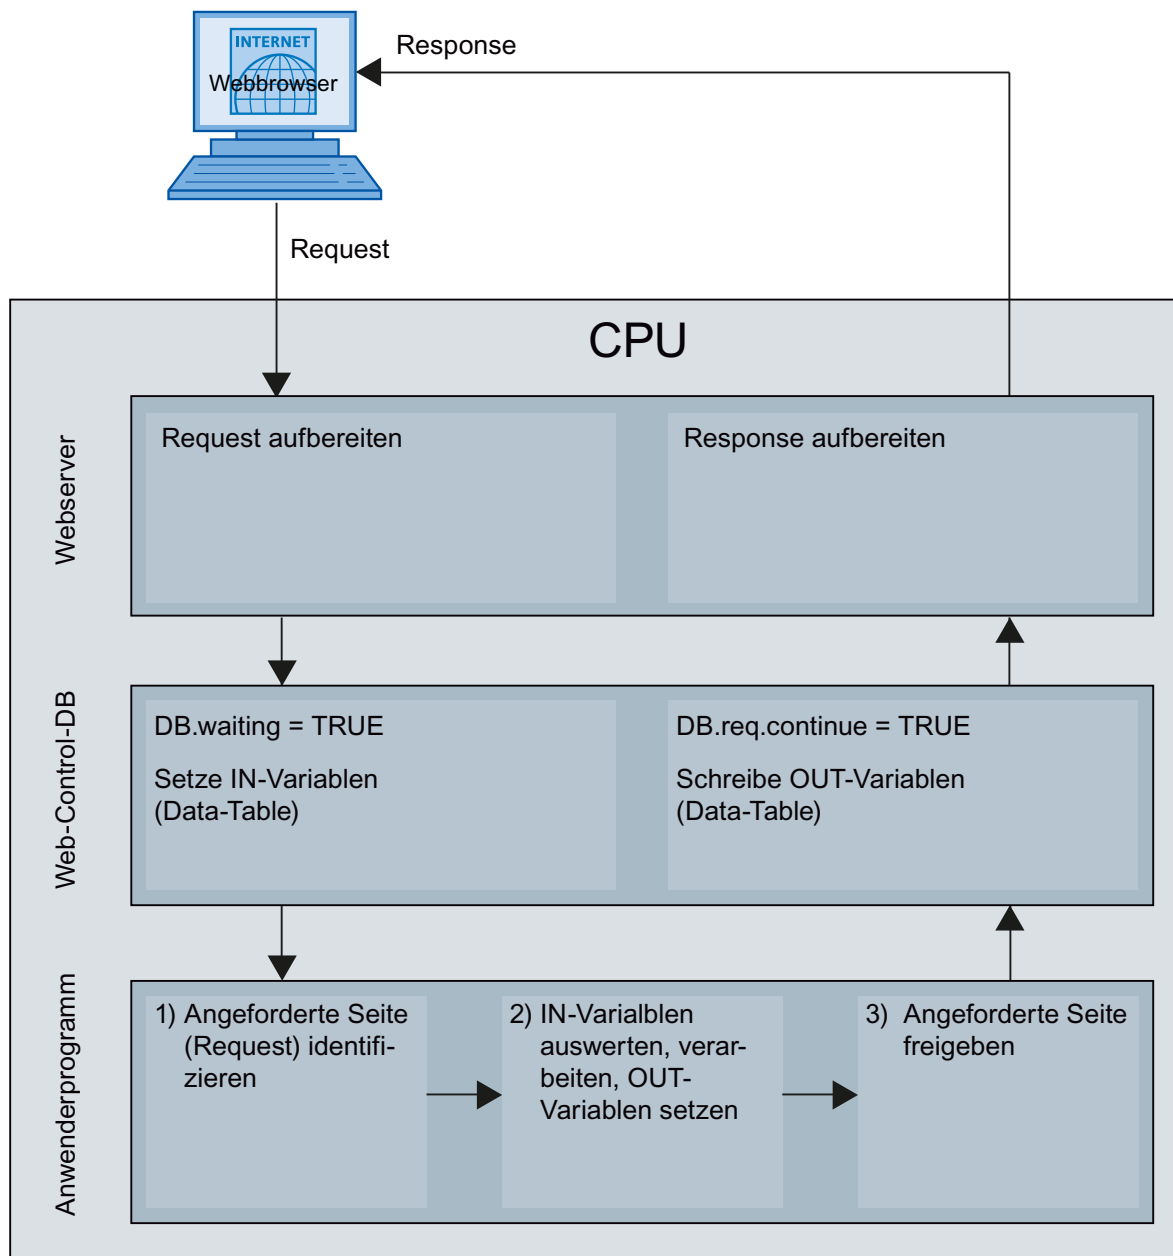 INTERNET
Webbrowser
Response
Request
CPU
Webserver
Request aufbereiten
Response aufbereiten
Web-Control-DB
DB.waiting = TRUE
Setze IN-Variablen
(Data-Table)
DB.req.continue = TRUE
Schreibe OUT-Variablen
(Data-Table)
Anwenderprogramm
1) Angeforderte Seite
(Request) identifi-
zieren
2) IN-Varialblen
auswerten, verar-
beiten, OUT-
Variablen setzen
3) Angeforderte Seite
freigeben